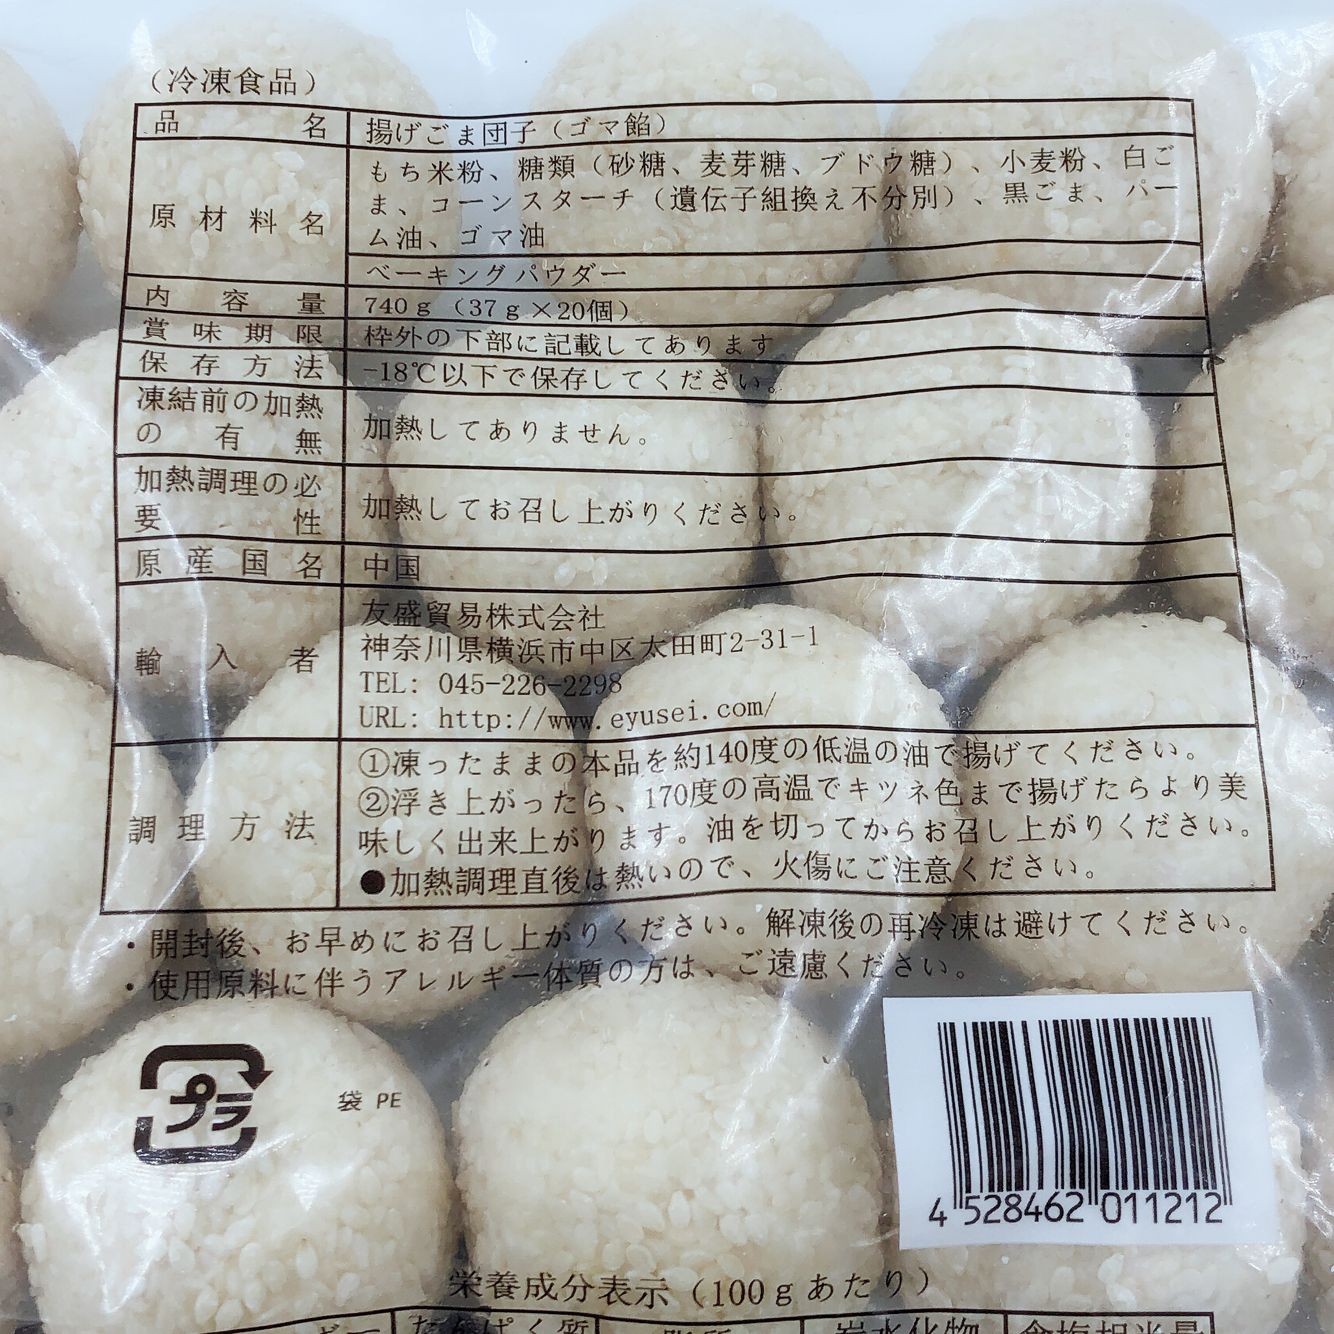 （冷凍食品）
品名 揚げごま団子（ゴマ餡）
原材料名 もち米粉、糖類（砂糖、麦芽糖、ブドウ糖）、小麦粉、白ご
ま、コーンスターチ（遺伝子組換え不分別）、黒ごま、パー
ム油、ゴマ油
ベーキングパウダー
内容量 740ｇ（37ｇ×20個）
賞味期限 枠外の下部に記載してあります
保存方法 -18℃以下で保存してください。
凍結前の加熱
の有無 加熱してありません。
加熱調理の必
要性 加熱してお召し上がりください。
原産国名 中国
輸入者 友盛貿易株式会社
神奈川県横浜市中区太田町2-31-1
TEL: 045-226-2298
URL: http://www.eyusei.com/
調理方法 ①凍ったままの本品を約140度の低温の油で揚げてください。
②浮き上がったら、170度の高温でキツネ色まで揚げたらより美
味しく出来上がります。油を切ってからお召し上がりください。
●加熱調理直後は熱いので、火傷にご注意ください。
・開封後、お早めにお召し上がりください。解凍後の再冷凍は避けてください。
・使用原料に伴うアレルギー体質の方は、ご遠慮ください。
プラ
袋 PE
4 528462 011212
栄養成分表示（100ｇあたり）
たんぱく質 炭水化物 食塩相当量